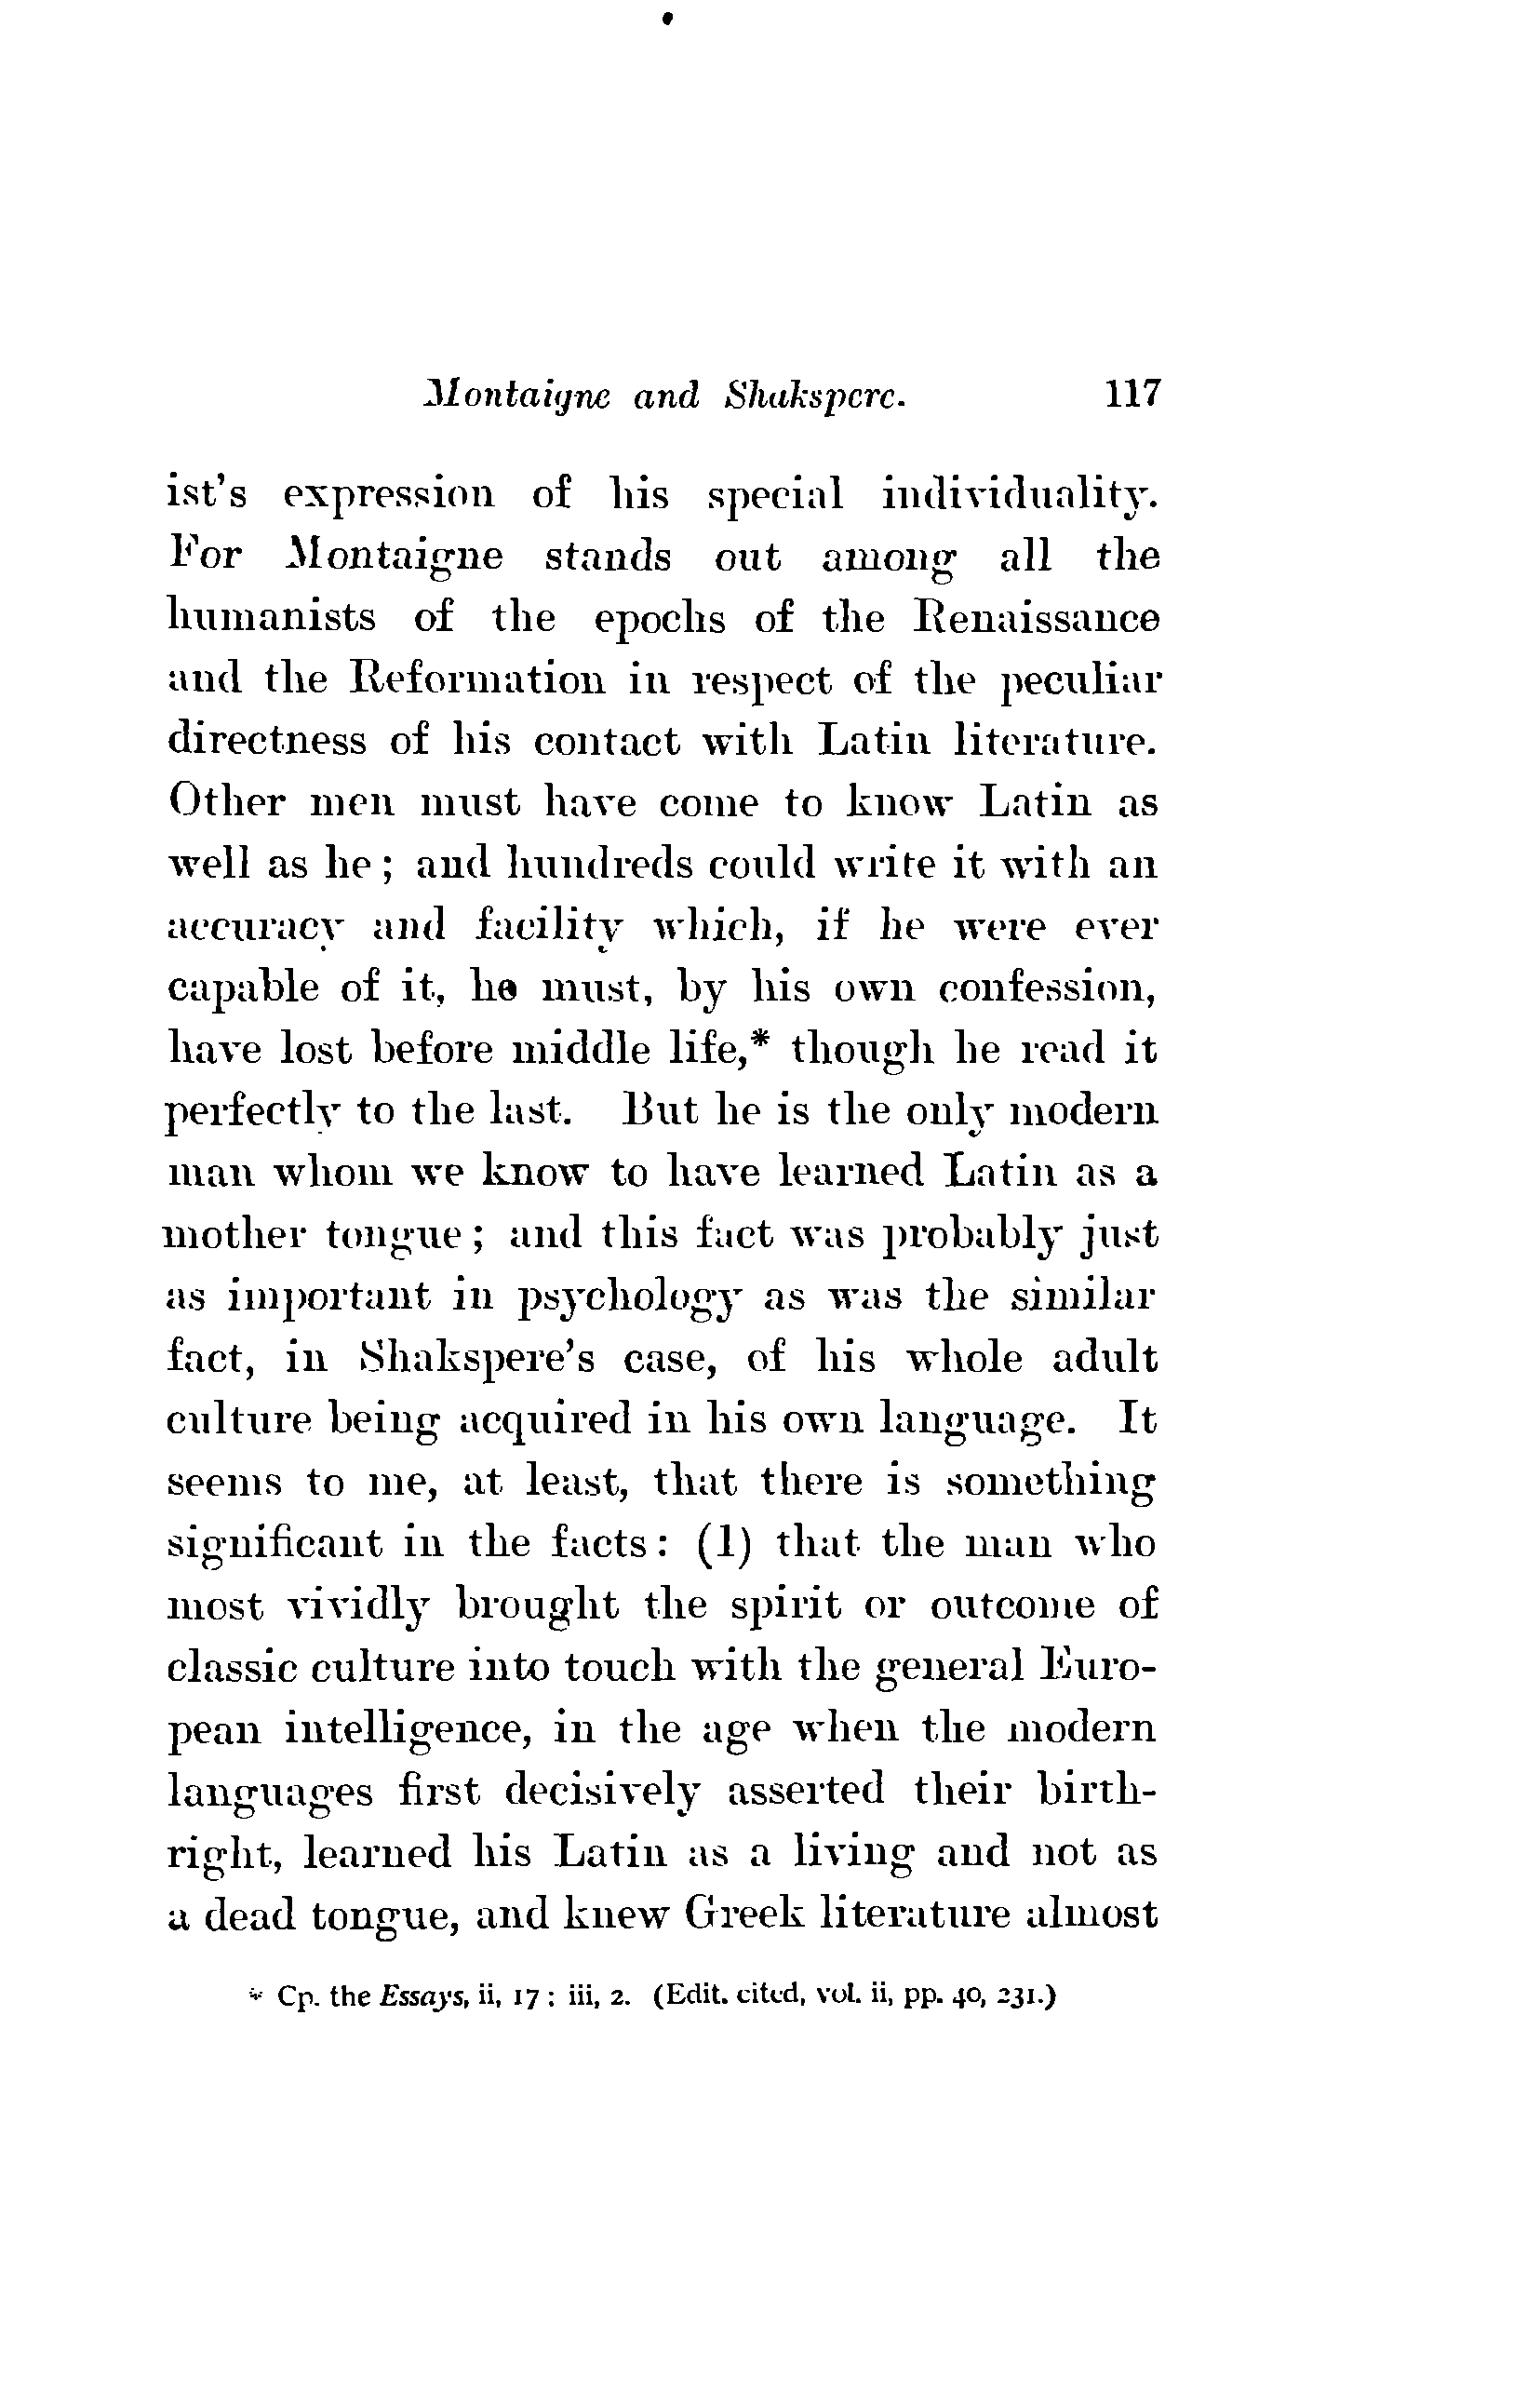 Montaigne and Shakspere. 117
ist's expression of his special individuality.
For Montaigne stands out among all the
humanists of the epochs of the Renaissance
and the Reformation in respect of the peculiar
directness of his contact with Latin literature.
Other men must have come to know Latin as
well as he; and hundreds could write it with an
accuracy and facility which, if he were ever
capable of it, he must, by his own confession,
have lost before middle life,* though he read it
perfectly to the last. But he is the only modern
man whom we know to have learned Latin as a
mother tongue; and this fact was probably just
as important in psychology as was the similar
fact, in Shakspere's case, of his whole adult
culture being acquired in his own language. It
seems to me, at least, that there is something
significant in the facts: (1) that the man who
most vividly brought the spirit or outcome of
classic culture into touch with the general Euro-
pean intelligence, in the age when the modern
languages first decisively asserted their birth-
right, learned his Latin as a living and not as
a dead tongue, and knew Greek literature almost
* Cp. the Essays, ii, 17; iii, 2. (Edit. cited, vol. ii, pp. 40, 231.)